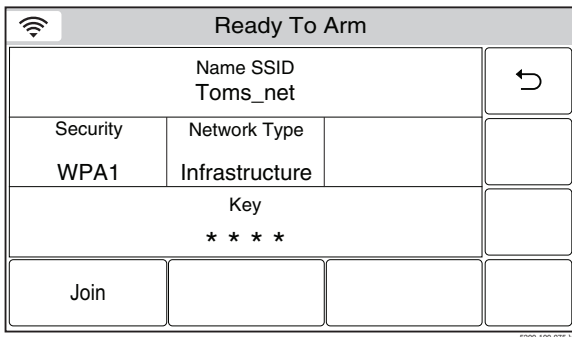 Ready To Arm
Name SSID
Toms_net
Security
Network Type
WPA1
Infrastructure
Key
* * * *
Join